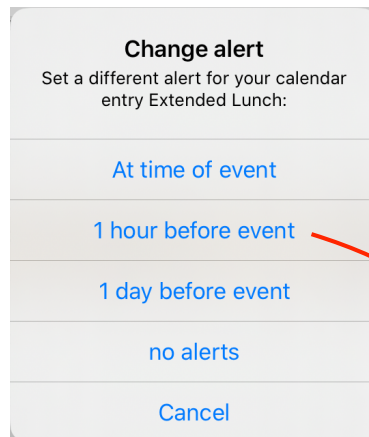 Change alert
Set a different alert for your calendar
entry Extended Lunch:
At time of event
1 hour before event
1 day before event
no alerts
Cancel